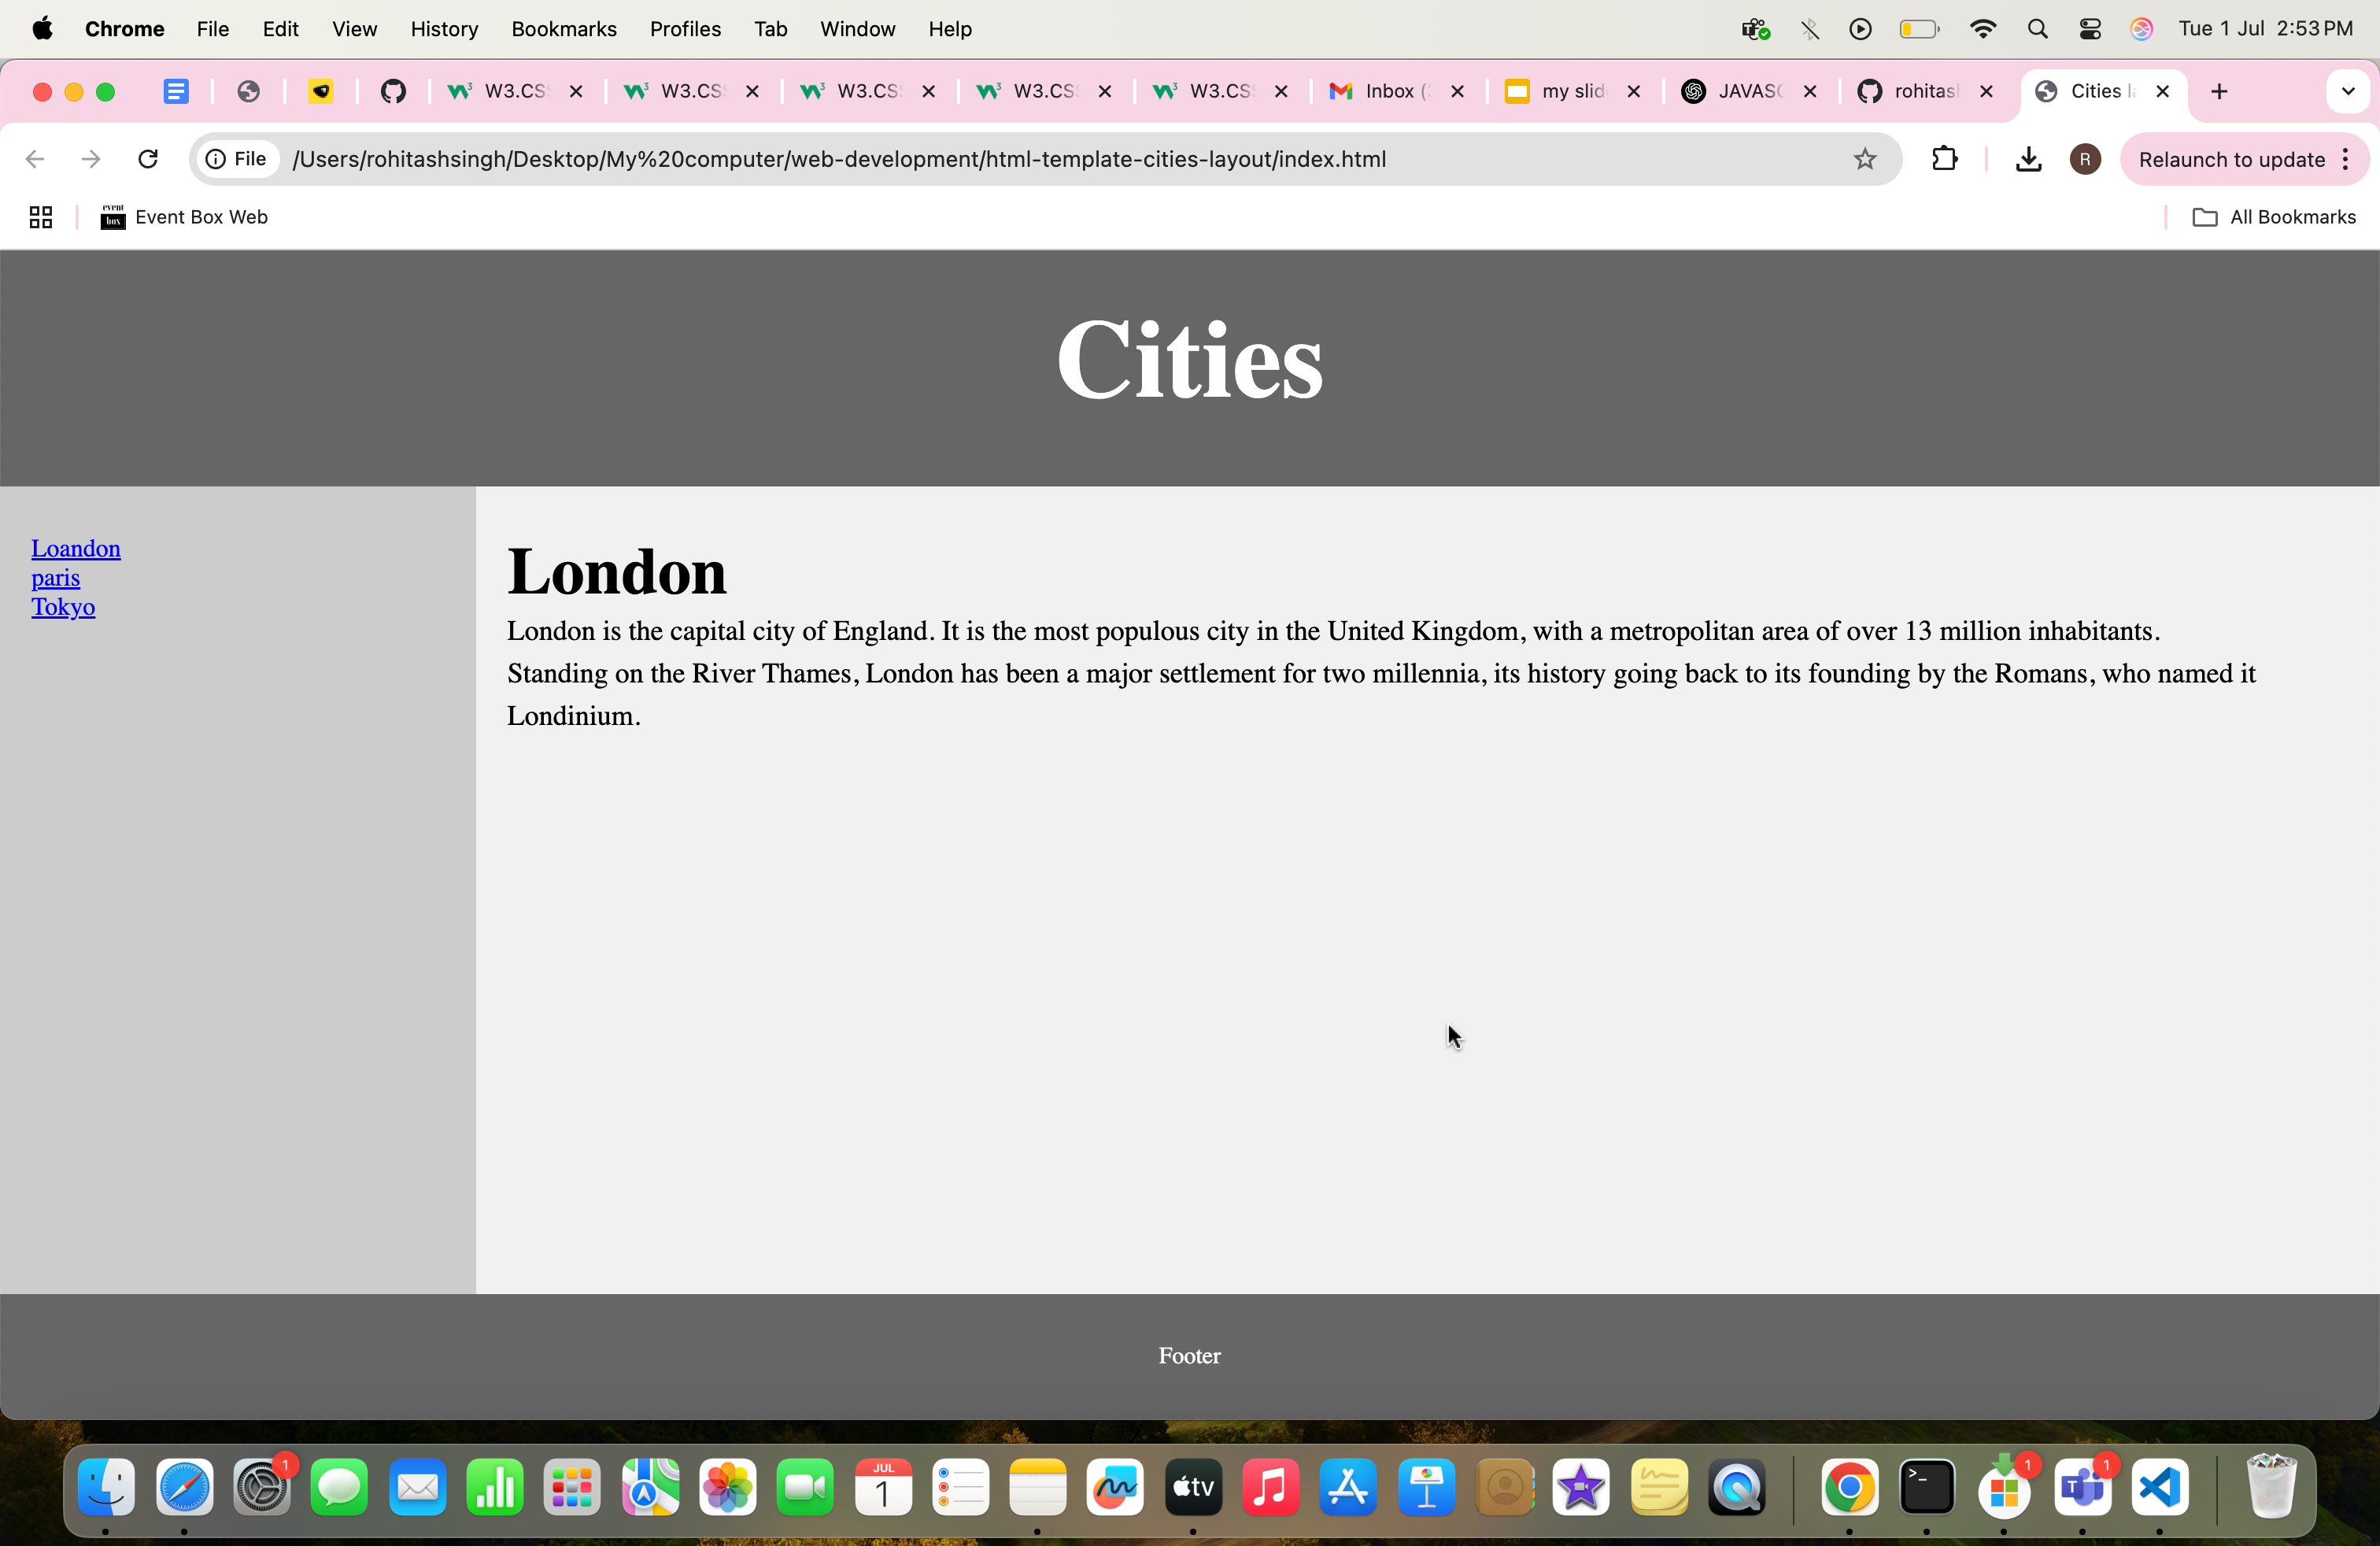 Chrome File Edit View History Bookmarks Profiles Tab Window Help Tue 1 Jul 2:53 PM
W3.CS W3.CS W3.CS W3.CS W3.CS Inbox ( my slid JAVASC rohitas Cities
File /Users/rohitashsingh/Desktop/My%20computer/web-development/html-template-cities-layout/index.html R Relaunch to update
event box Event Box Web All Bookmarks
Cities
Loandon
paris
Tokyo
London
London is the capital city of England. It is the most populous city in the United Kingdom, with a metropolitan area of over 13 million inhabitants.
Standing on the River Thames, London has been a major settlement for two millennia, its history going back to its founding by the Romans, who named it
Londinium.
Footer
1 JUL 1 tv >_ 1 T 1